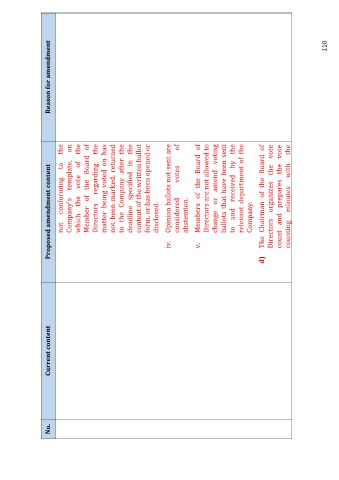 No.
Current content
Proposed amendment content
Reason for amendment
not conforming to the
Company's template, on
which the vote of the
Member of the Board of
Directors regarding the
matter being voted on has
not been marked, returned
to the Company after the
deadline specified in the
content of the written ballot
form, or has been opened or
disclosed.
iv. Opinion ballots not sent are
considered votes of
abstention.
v. Members of the Board of
Directors are not allowed to
change or amend voting
ballots that have been sent
to and received by the
relevant department of the
Company.
d) The Chairman of the Board of
Directors organizes the vote
count and prepares the vote
counting minutes with the
110